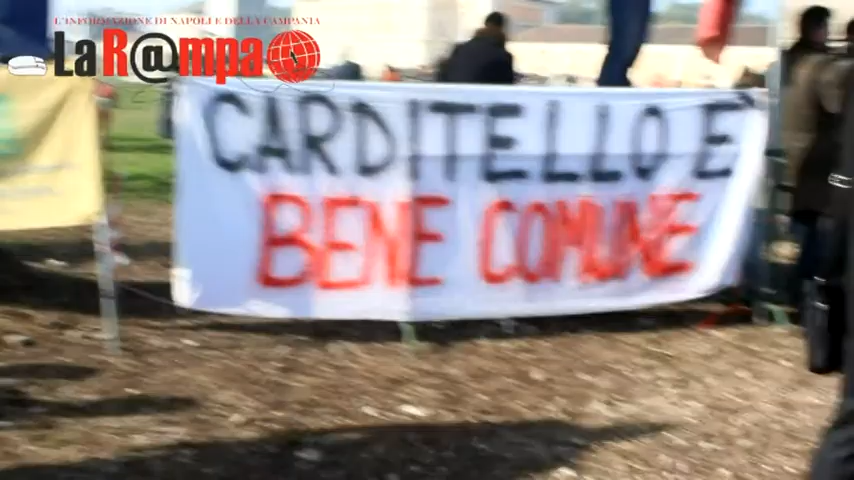 L'INFORMAZIONE DI NAPOLI E DELLA CAMPANIA
LaR@mpa
CARDITELLO È
BENE COMUNE